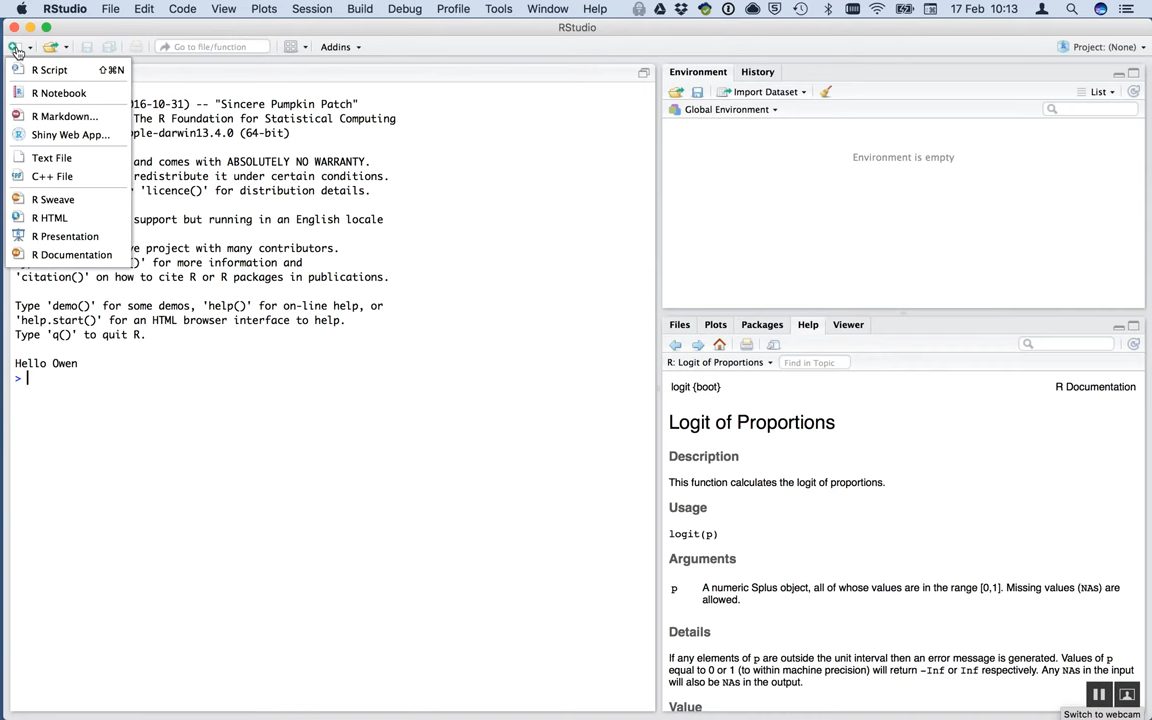 RStudio File Edit Code View Plots Session Build Debug Profile Tools Window Help 17 Feb 10:13
RStudio
Go to file/function Addins Project: (None)
R Script ⇧⌘N
R Notebook
R Markdown...
Shiny Web App...
Text File
C++ File
R Sweave
R HTML
R Presentation
R Documentation
16-10-31) -- "Sincere Pumpkin Patch"
The R Foundation for Statistical Computing
ple-darwin13.4.0 (64-bit)
and comes with ABSOLUTELY NO WARRANTY.
redistribute it under certain conditions.
'licence()' for distribution details.
support but running in an English locale
ve project with many contributors.
()' for more information and
'citation()' on how to cite R or R packages in publications.
Type 'demo()' for some demos, 'help()' for on-line help, or
'help.start()' for an HTML browser interface to help.
Type 'q()' to quit R.
Hello Owen
>
Environment History
Import Dataset List
Global Environment
Environment is empty
Files Plots Packages Help Viewer
R: Logit of Proportions Find in Topic
logit {boot} R Documentation
Logit of Proportions
Description
This function calculates the logit of proportions.
Usage
logit(p)
Arguments
p A numeric Splus object, all of whose values are in the range [0,1]. Missing values (NAs) are
allowed.
Details
If any elements of p are outside the unit interval then an error message is generated. Values of p
equal to 0 or 1 (to within machine precision) will return -Inf or Inf respectively. Any NAs in the input
will also be NAs in the output.
Value
Switch to webcam